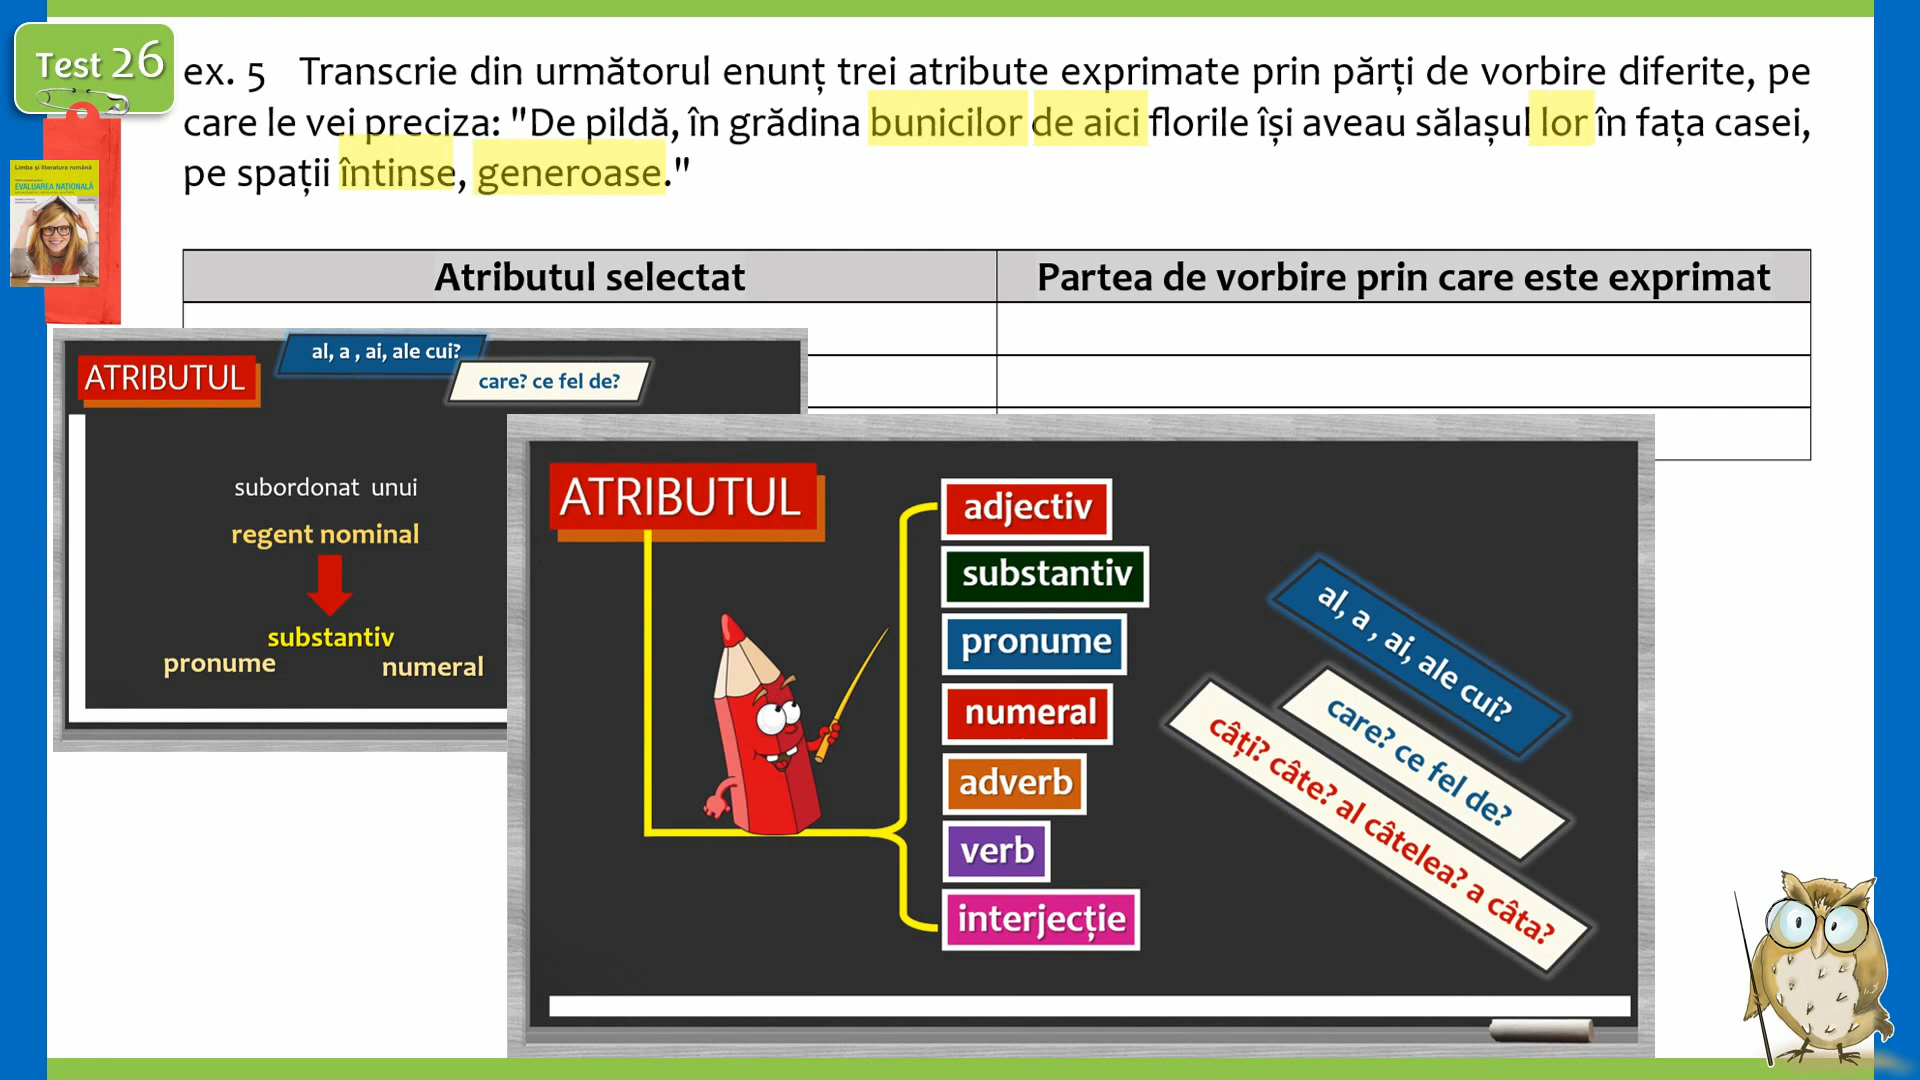 Test 26
ex. 5 Transcrie din următorul enunț trei atribute exprimate prin părți de vorbire diferite, pe
care le vei preciza: "De pildă, în grădina bunicilor de aici florile își aveau sălașul lor în fața casei,
pe spații întinse, generoase."
Limba și literatura română
EVALUAREA NAȚIONALĂ
Atributul selectat
Partea de vorbire prin care este exprimat
ATRIBUTUL
al, a , ai, ale cui?
care? ce fel de?
subordonat unui
regent nominal
substantiv
pronume
numeral
ATRIBUTUL
adjectiv
substantiv
pronume
numeral
adverb
verb
interjecție
al, a , ai, ale cui?
care? ce fel de?
câți? câte? al câtelea? a câta?